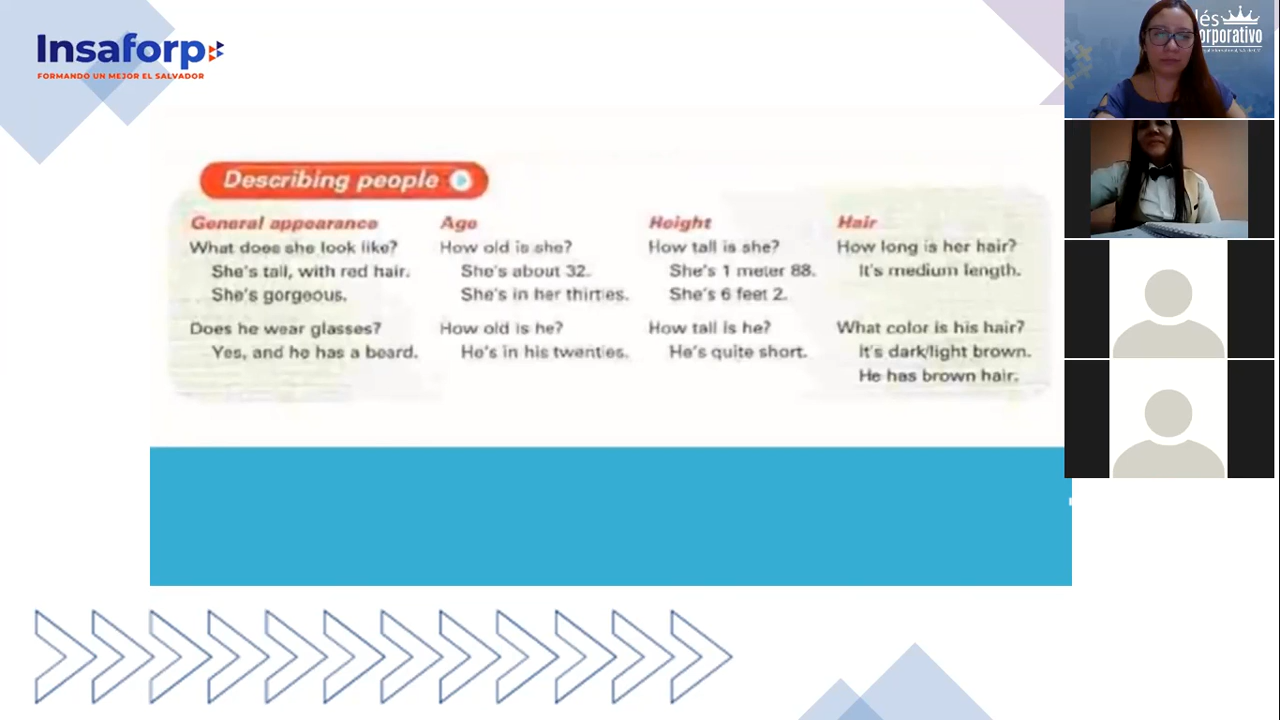 Insaforp
FORMANDO UN MEJOR EL SALVADOR
Describing people
General appearance
What does she look like?
She's tall, with red hair.
She's gorgeous.
Does he wear glasses?
Yes, and he has a beard.
Age
How old is she?
She's about 32.
She's in her thirties.
How old is he?
He's in his twenties.
Height
How tall is she?
She's 1 meter 88.
She's 6 feet 2.
How tall is he?
He's quite short.
Hair
How long is her hair?
It's medium length.
What color is his hair?
It's dark/light brown.
He has brown hair.
lés
orporativo